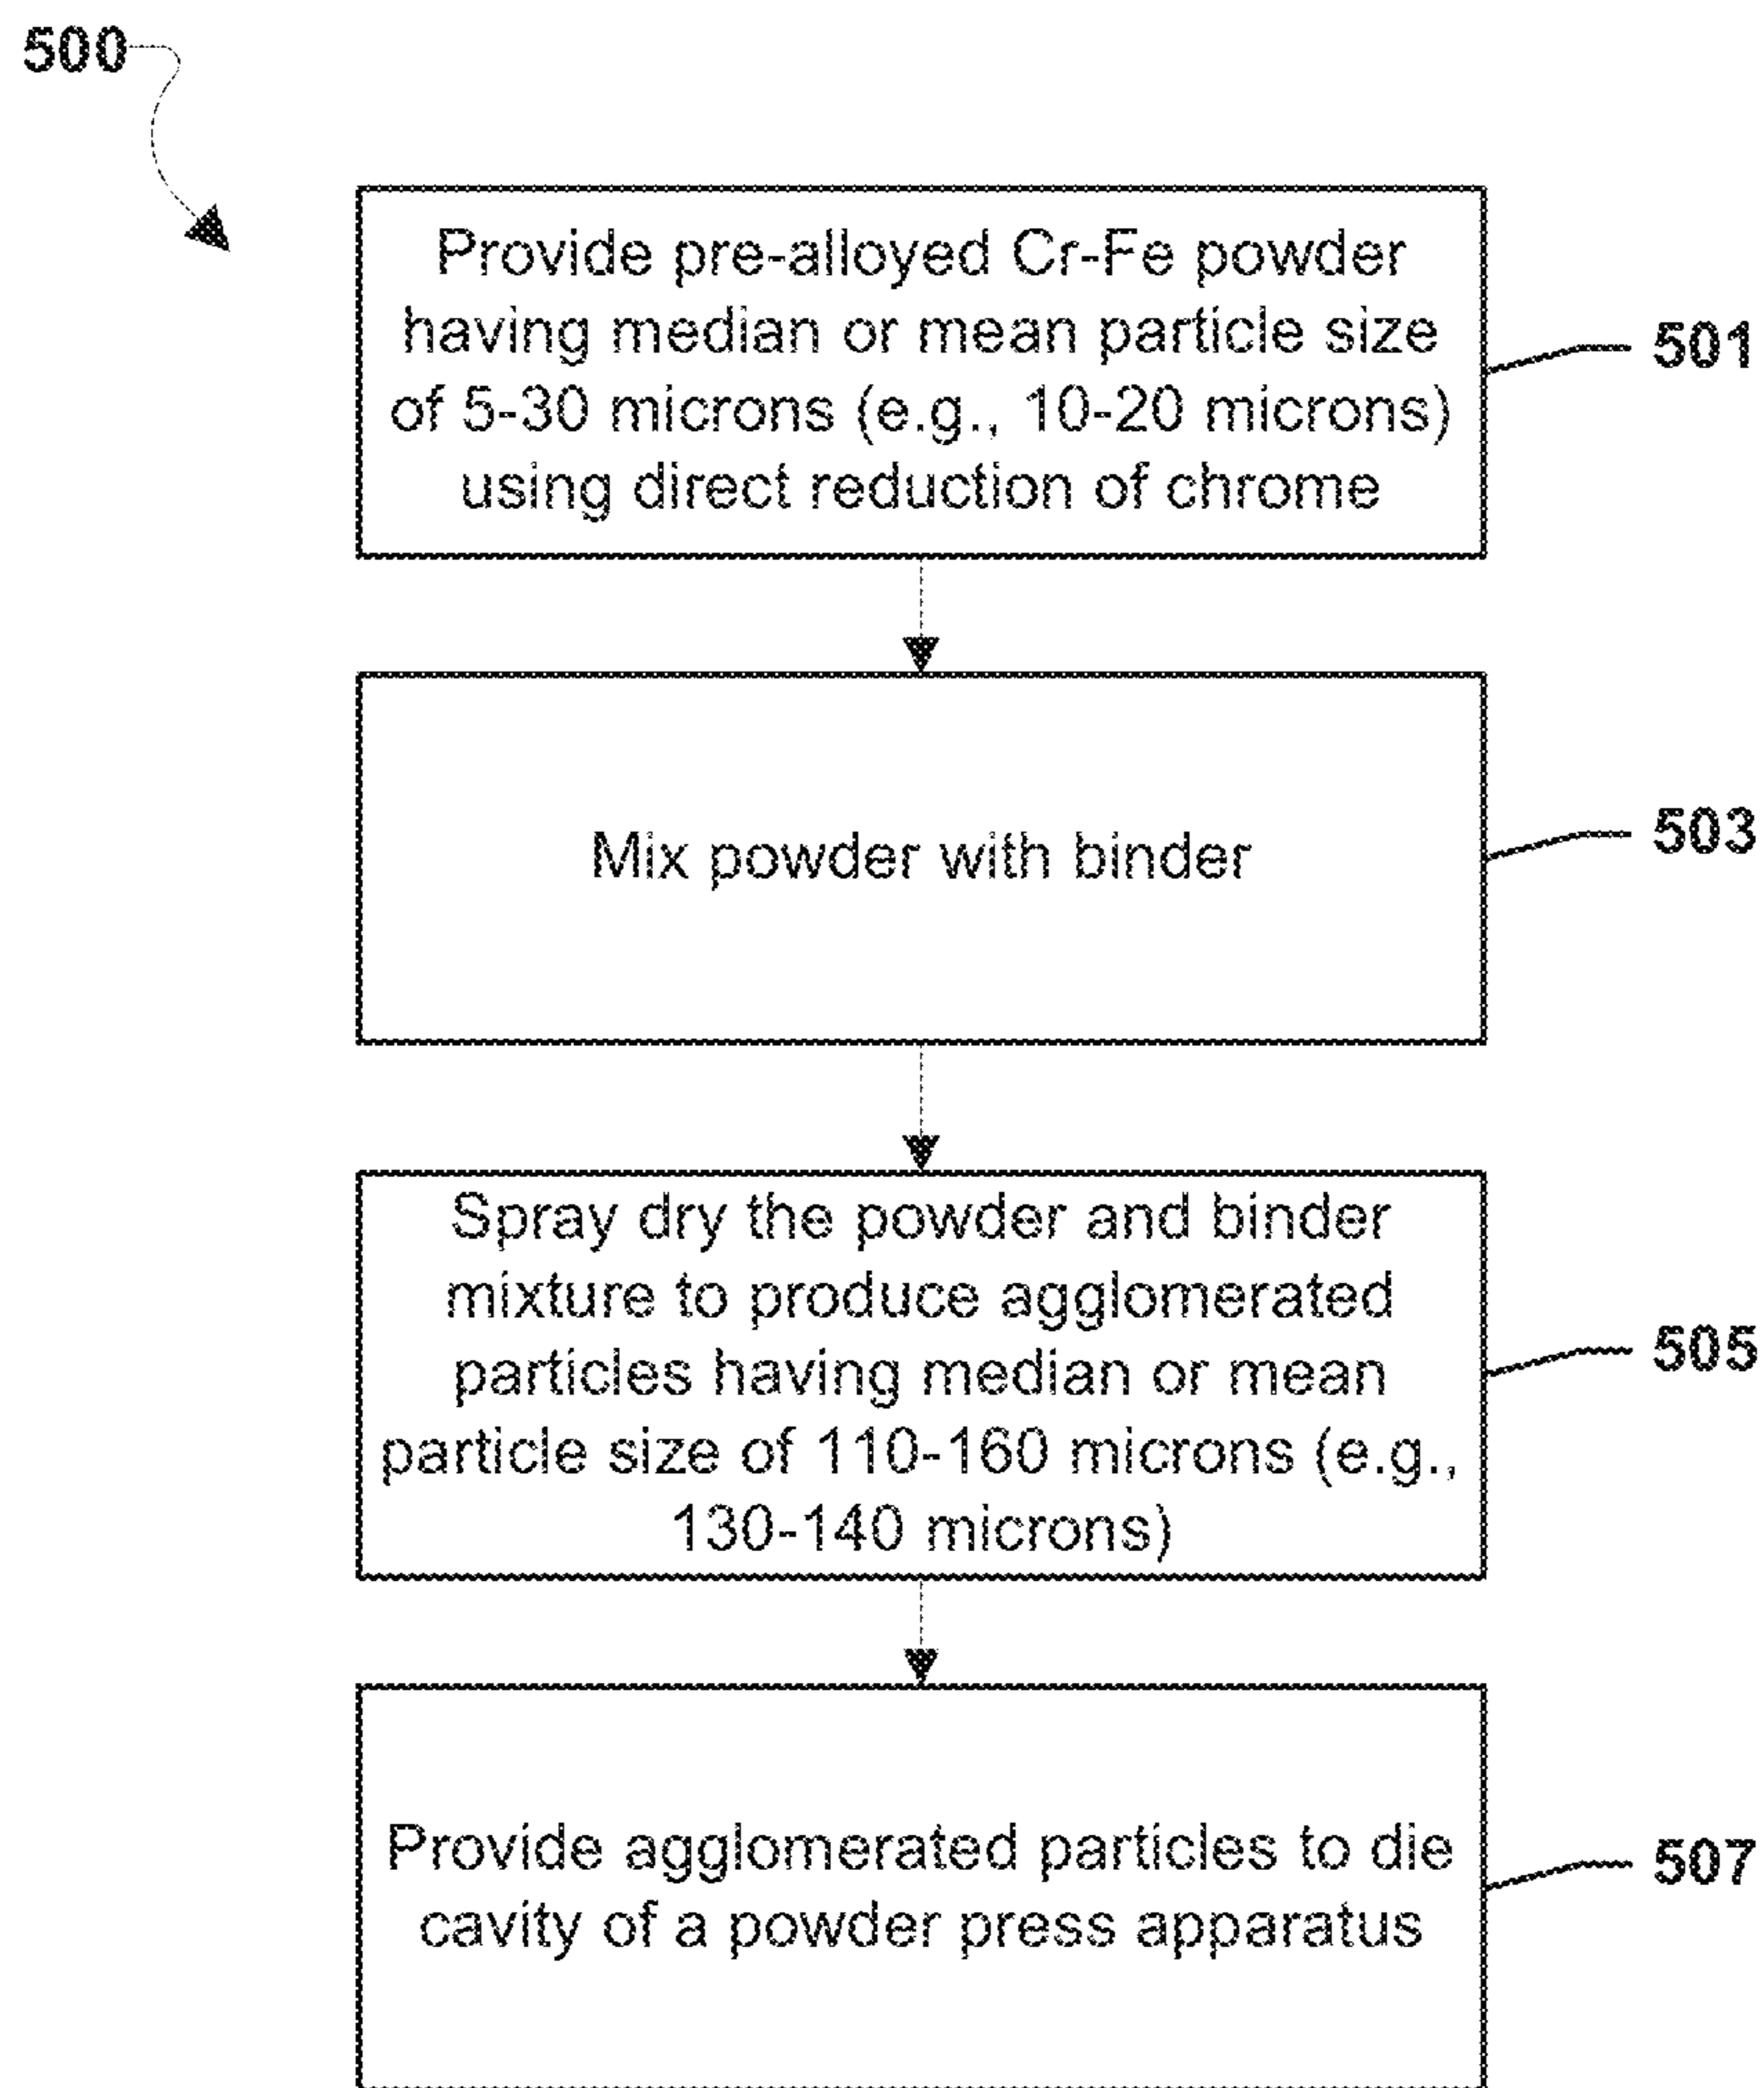 500
Provide pre-alloyed Cr-Fe powder
having median or mean particle size
of 5-30 microns (e.g., 10-20 microns)
using direct reduction of chrome
501
Mix powder with binder
503
Spray dry the powder and binder
mixture to produce agglomerated
particles having median or mean
particle size of 110-160 microns (e.g.,
130-140 microns)
505
Provide agglomerated particles to die
cavity of a powder press apparatus
507